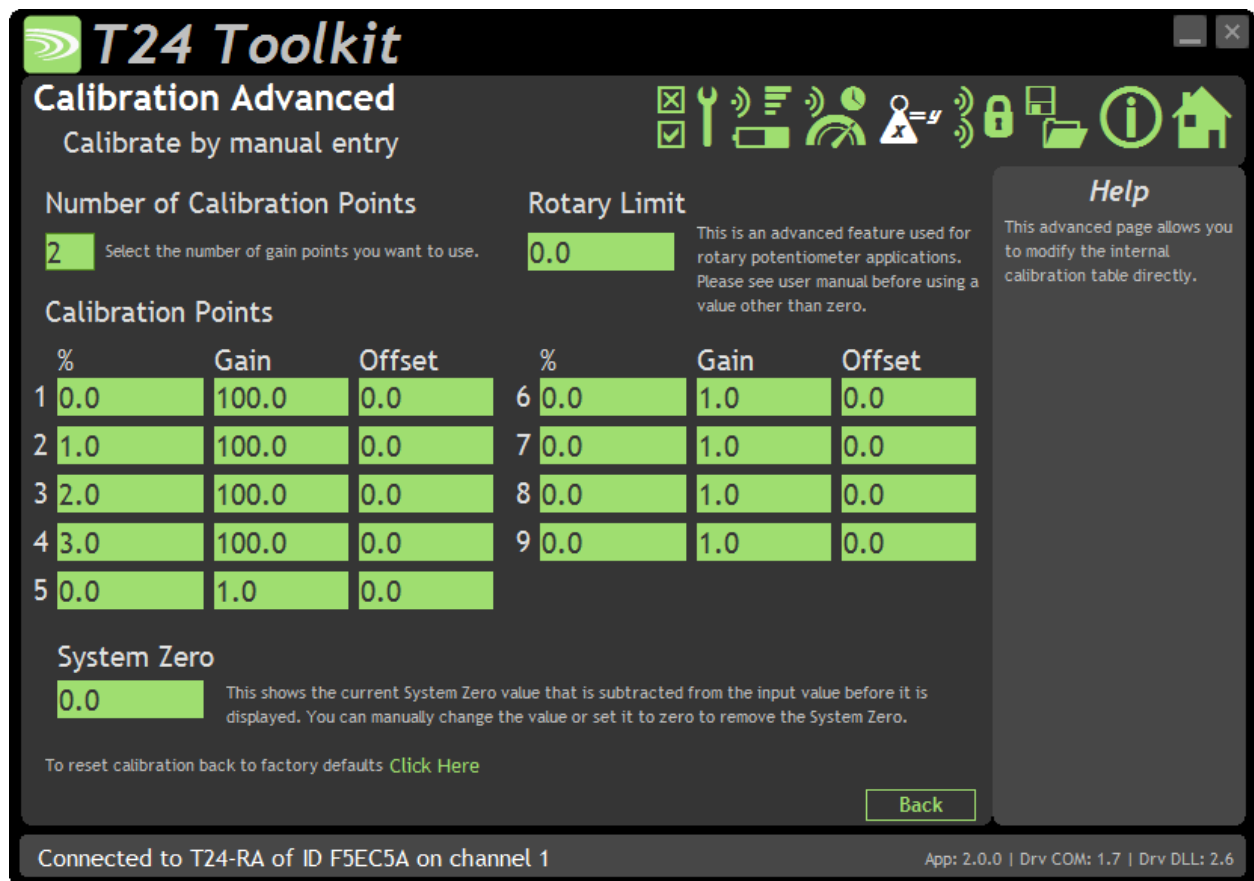 T24 Toolkit
Calibration Advanced
Calibrate by manual entry
x=y
Number of Calibration Points
2 Select the number of gain points you want to use.
Rotary Limit
0.0
This is an advanced feature used for
rotary potentiometer applications.
Please see user manual before using a
value other than zero.
Calibration Points
% Gain Offset % Gain Offset
1 0.0 100.0 0.0 6 0.0 1.0 0.0
2 1.0 100.0 0.0 7 0.0 1.0 0.0
3 2.0 100.0 0.0 8 0.0 1.0 0.0
4 3.0 100.0 0.0 9 0.0 1.0 0.0
5 0.0 1.0 0.0
System Zero
0.0
This shows the current System Zero value that is subtracted from the input value before it is
displayed. You can manually change the value or set it to zero to remove the System Zero.
To reset calibration back to factory defaults Click Here
Back
Help
This advanced page allows you
to modify the internal
calibration table directly.
Connected to T24-RA of ID F5EC5A on channel 1
App: 2.0.0 | Drv COM: 1.7 | Drv DLL: 2.6